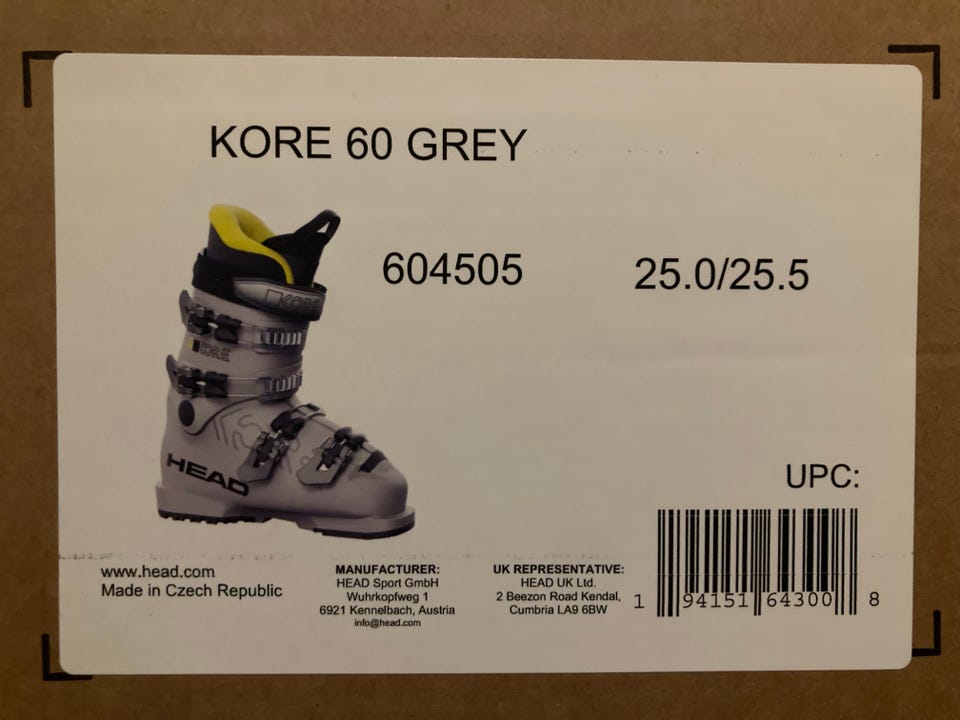 KORE 60 GREY
604505
25.0/25.5
KORE
KORE
HEAD
UPC:
www.head.com
Made in Czech Republic
MANUFACTURER:
HEAD Sport GmbH
Wuhrkopfweg 1
6921 Kennelbach, Austria
info@head.com
UK REPRESENTATIVE:
HEAD UK Ltd.
2 Beezon Road Kendal,
Cumbria LA9 6BW
1 94151 64300 8